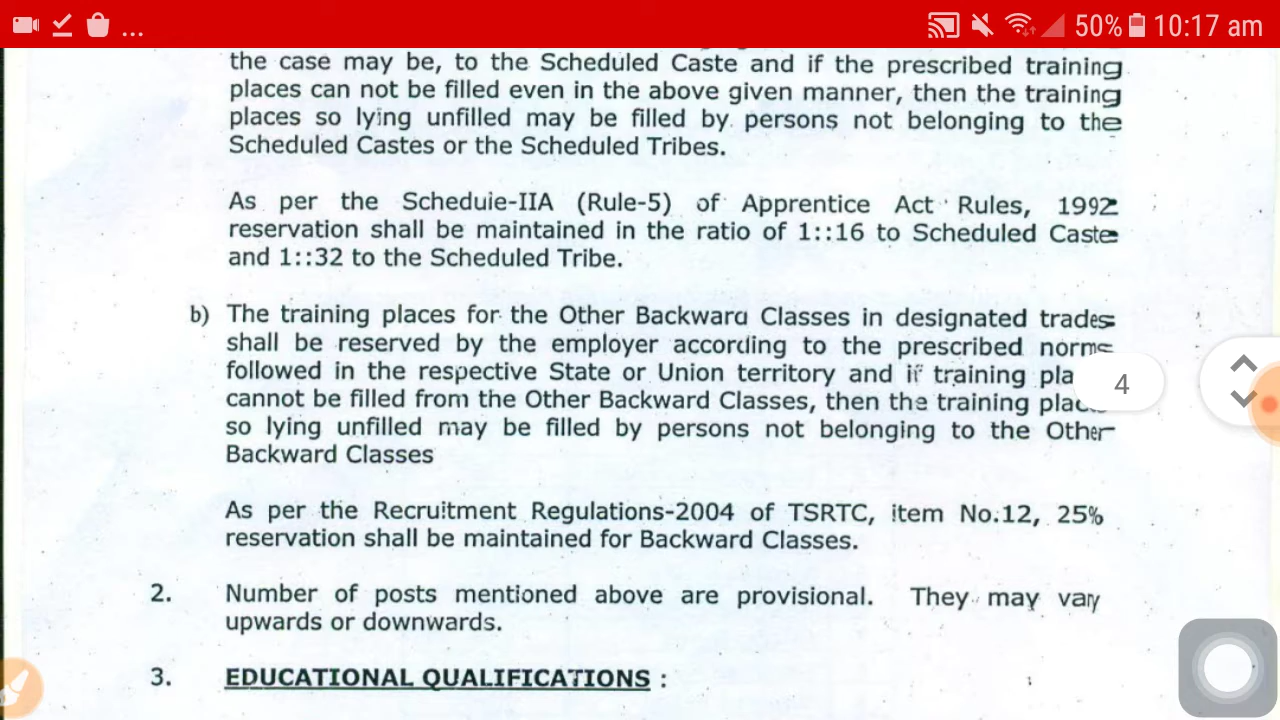 ... 50% 10:17 am
the case may be, to the Scheduled Caste and if the prescribed training
places can not be filled even in the above given manner, then the training
places so lying unfilled may be filled by persons not belonging to the
Scheduled Castes or the Scheduled Tribes.
As per the Schedule-IIA (Rule-5) of Apprentice Act Rules, 1992
reservation shall be maintained in the ratio of 1::16 to Scheduled Caste
and 1::32 to the Scheduled Tribe.
b) The training places for the Other Backward Classes in designated trades
shall be reserved by the employer according to the prescribed norms
followed in the respective State or Union territory and if training pla
4
cannot be filled from the Other Backward Classes, then the training plac
so lying unfilled may be filled by persons not belonging to the Other
Backward Classes
As per the Recruitment Regulations-2004 of TSRTC, item No.12, 25%
reservation shall be maintained for Backward Classes.
2. Number of posts mentioned above are provisional. They may vary
upwards or downwards.
3. EDUCATIONAL QUALIFICATIONS :